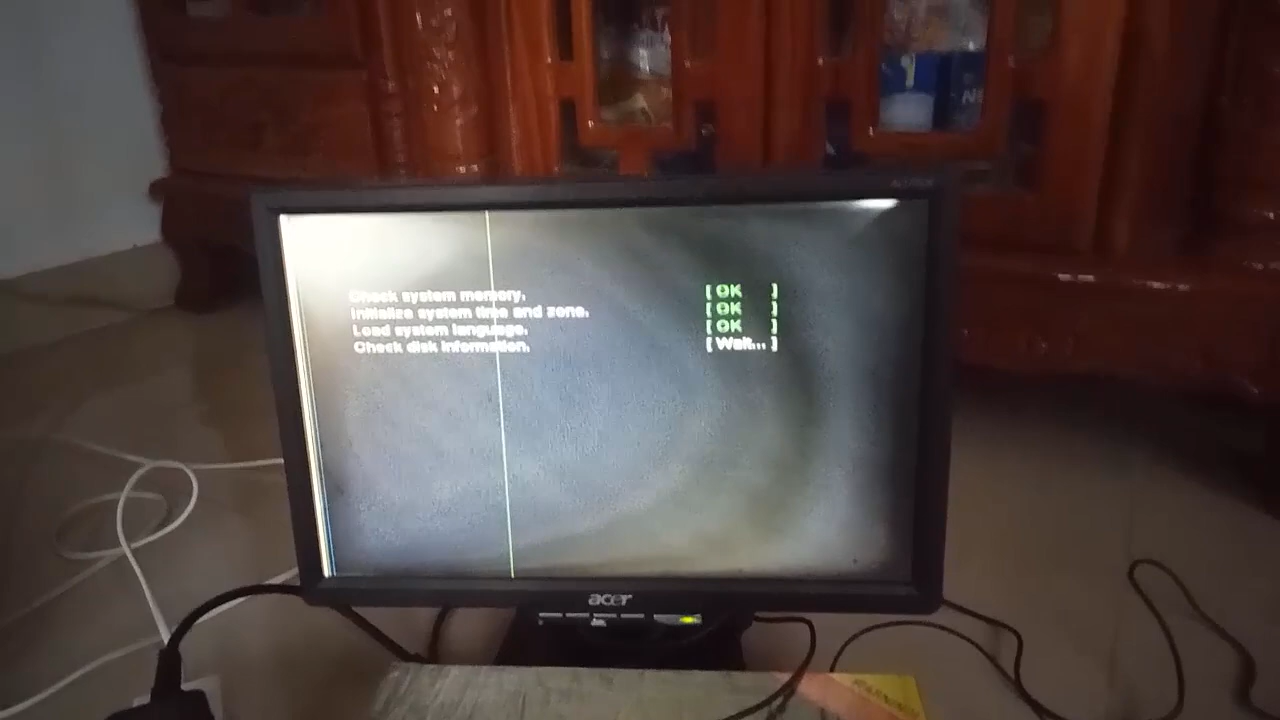 Check system memory. [ OK ]
Initialize system time and zone. [ OK ]
Load system language. [ OK ]
Check disk information. [ Wait... ]
acer